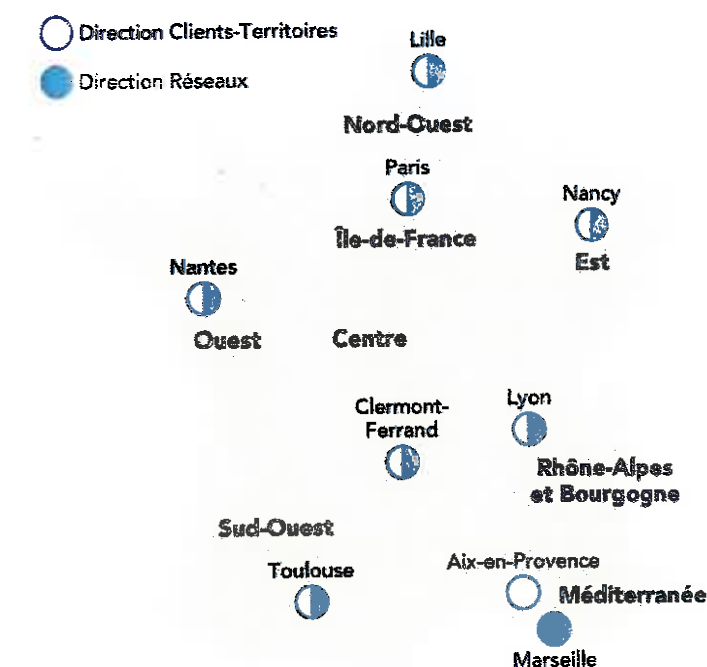 Direction Clients-Territoires
Direction Réseaux
Lille
Nord-Ouest
Paris
Île-de-France
Nancy
Est
Nantes
Ouest
Centre
Clermont-
Ferrand
Lyon
Rhône-Alpes
et Bourgogne
Sud-Ouest
Toulouse
Aix-en-Provence
Méditerranée
Marseille